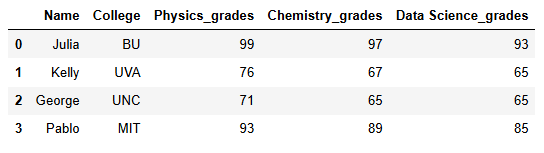 Name College Physics_grades Chemistry_grades Data Science_grades
0 Julia BU 99 97 93
1 Kelly UVA 76 67 65
2 George UNC 71 65 65
3 Pablo MIT 93 89 85